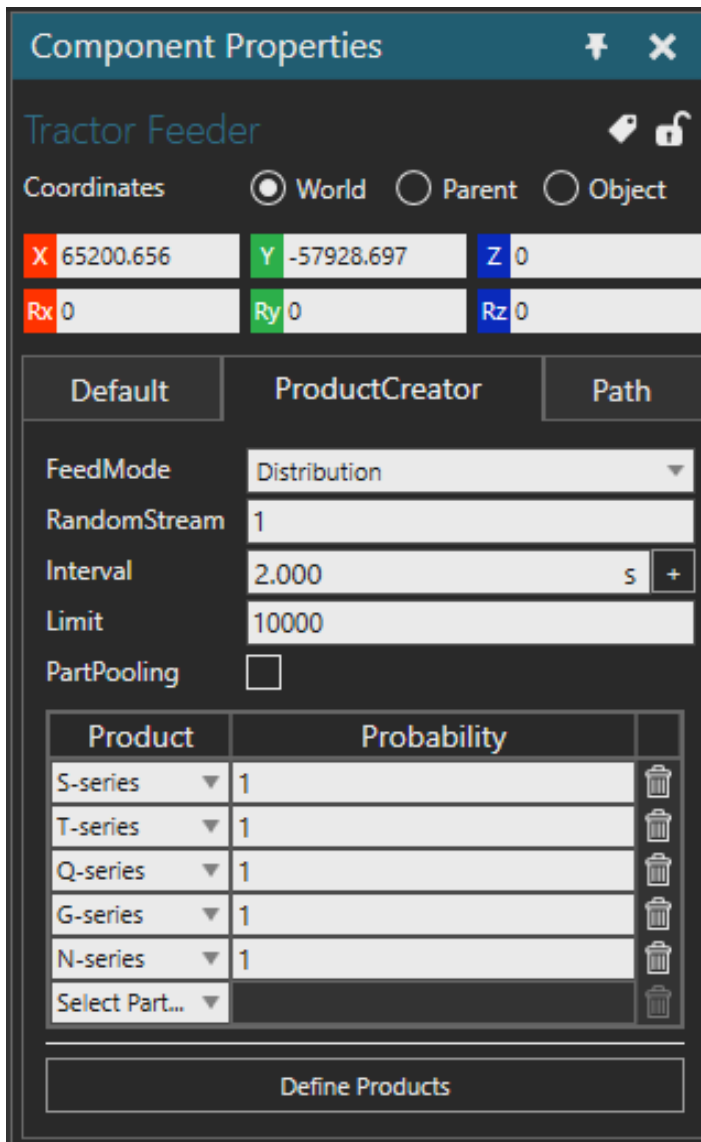 Component Properties
Tractor Feeder
Coordinates World Parent Object
X 65200.656 Y -57928.697 Z 0
Rx 0 Ry 0 Rz 0
Default ProductCreator Path
FeedMode Distribution
RandomStream 1
Interval 2.000 s +
Limit 10000
PartPooling
Product Probability
S-series 1
T-series 1
Q-series 1
G-series 1
N-series 1
Select Part...
Define Products